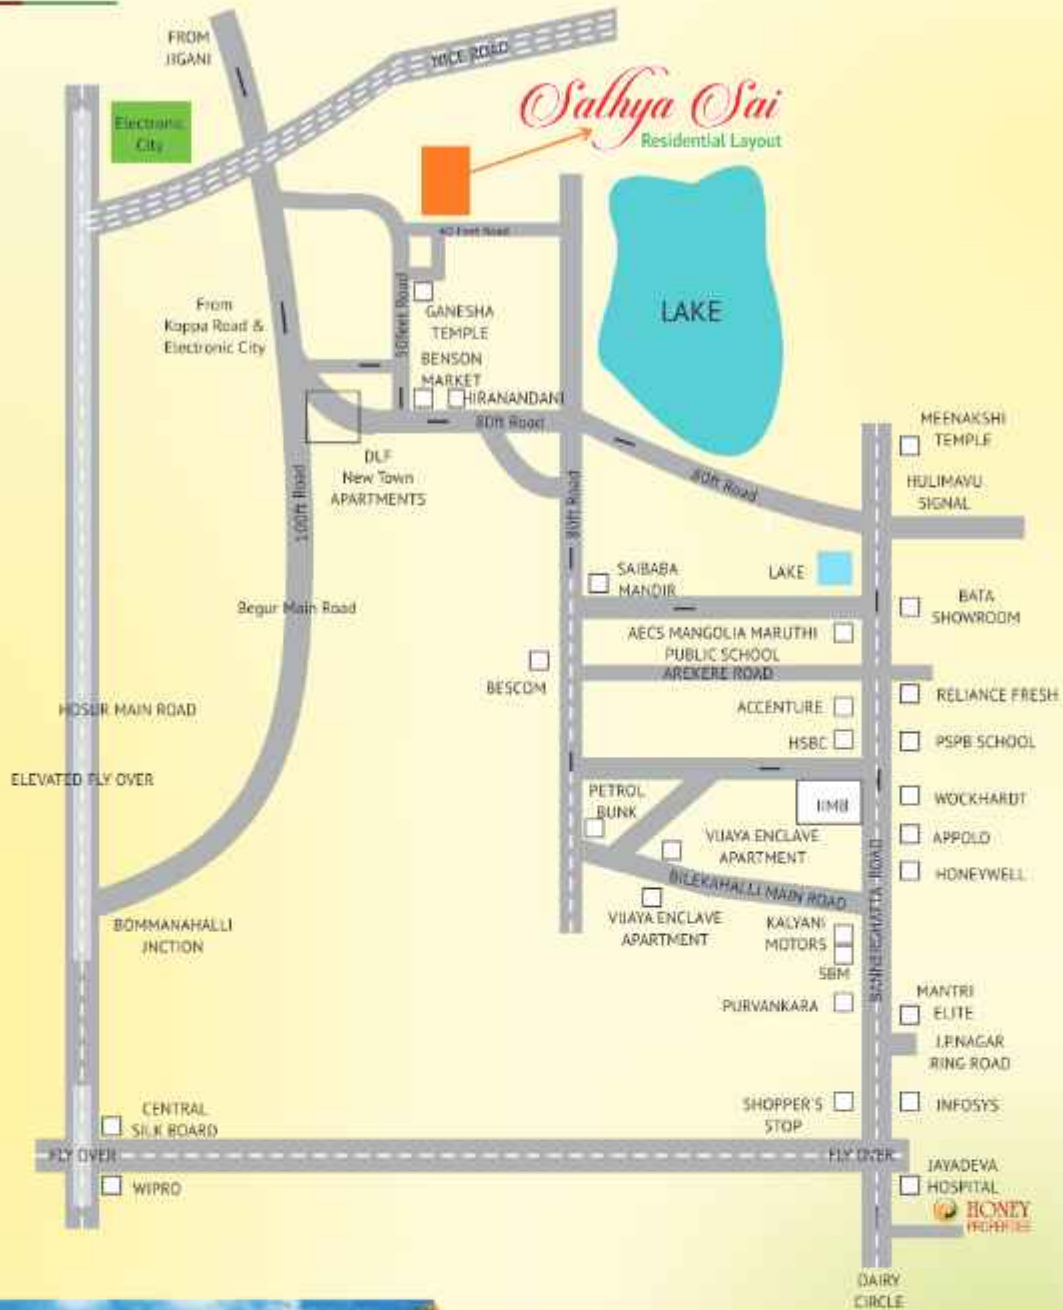 FROM
JIGANI
NICE ROAD
Sathya Sai
Residential Layout
Electronic
City
40 Feet Road
50feet Road
LAKE
From
Koppa Road &
Electronic City
GANESHA
TEMPLE
BENSON
MARKET
HIRANANDANI
80ft Road
80ft Road
MEENAKSHI
TEMPLE
DLF
New Town
APARTMENTS
HULIMAVU
SIGNAL
100ft Road
80ft Road
SAIBABA
MANDIR
LAKE
BATA
SHOWROOM
Begur Main Road
AECS MANGOLIA MARUTHI
PUBLIC SCHOOL
AREKERE ROAD
BESCOM
RELIANCE FRESH
HOSUR MAIN ROAD
ACCENTURE
HSBC
PSPB SCHOOL
ELEVATED FLY OVER
PETROL
BUNK
IIMB
WOCKHARDT
VIJAYA ENCLAVE
APARTMENT
APPOLO
HONEYWELL
BILEKAHALLI MAIN ROAD
BANNERGHATTA ROAD
BOMMANAHALLI
JNCTION
VIJAYA ENCLAVE
APARTMENT
KALYANI
MOTORS
SBM
PURVANKARA
MANTRI
ELITE
J.P.NAGAR
RING ROAD
CENTRAL
SILK BOARD
SHOPPER'S
STOP
INFOSYS
FLY OVER
FLY OVER
WIPRO
JAYADEVA
HOSPITAL
HONEY
PROPERTIES
DAIRY
CIRCLE